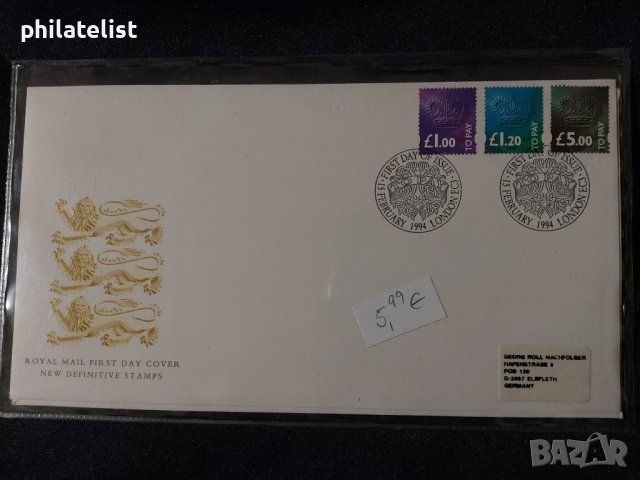 philatelist
£1.00
TO PAY
£1.20
TO PAY
£5.00
TO PAY
FIRST DAY OF ISSUE · 15 FEBRUARY 1994 LONDON EC1 ·
FIRST DAY OF ISSUE · 15 FEBRUARY 1994 LONDON EC1 ·
5,99 €
ROYAL MAIL FIRST DAY COVER
NEW DEFINITIVE STAMPS
GEORG ROLL NACHFOLGER
HAFENSTRASE 8
POB 136
D-2887 ELSFLETH
GERMANY
BAZAR